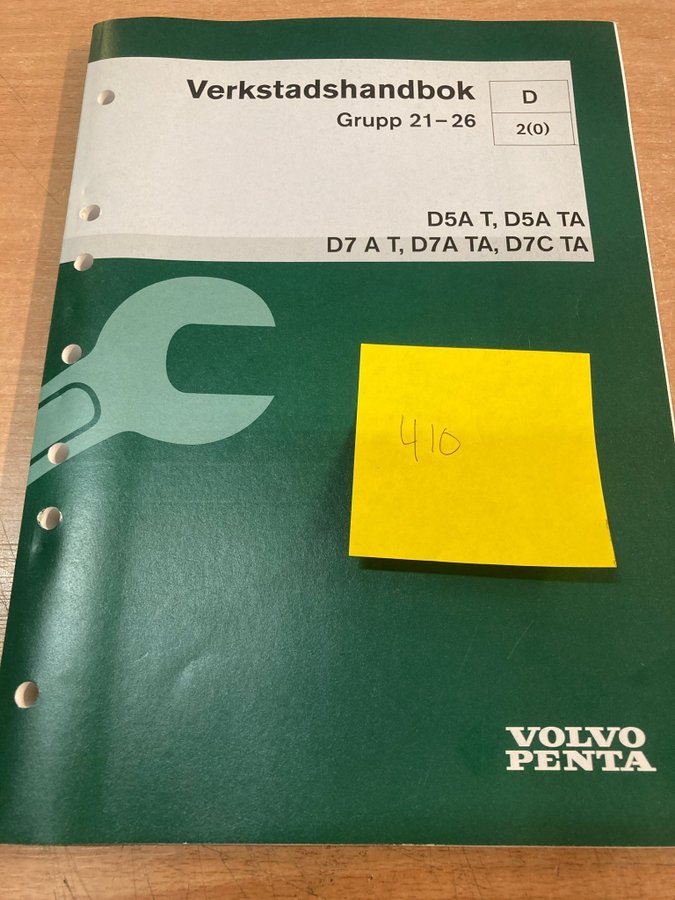 Verkstadshandbok
Grupp 21–26
D
2(0)
D5A T, D5A TA
D7 A T, D7A TA, D7C TA
410
VOLVO
PENTA